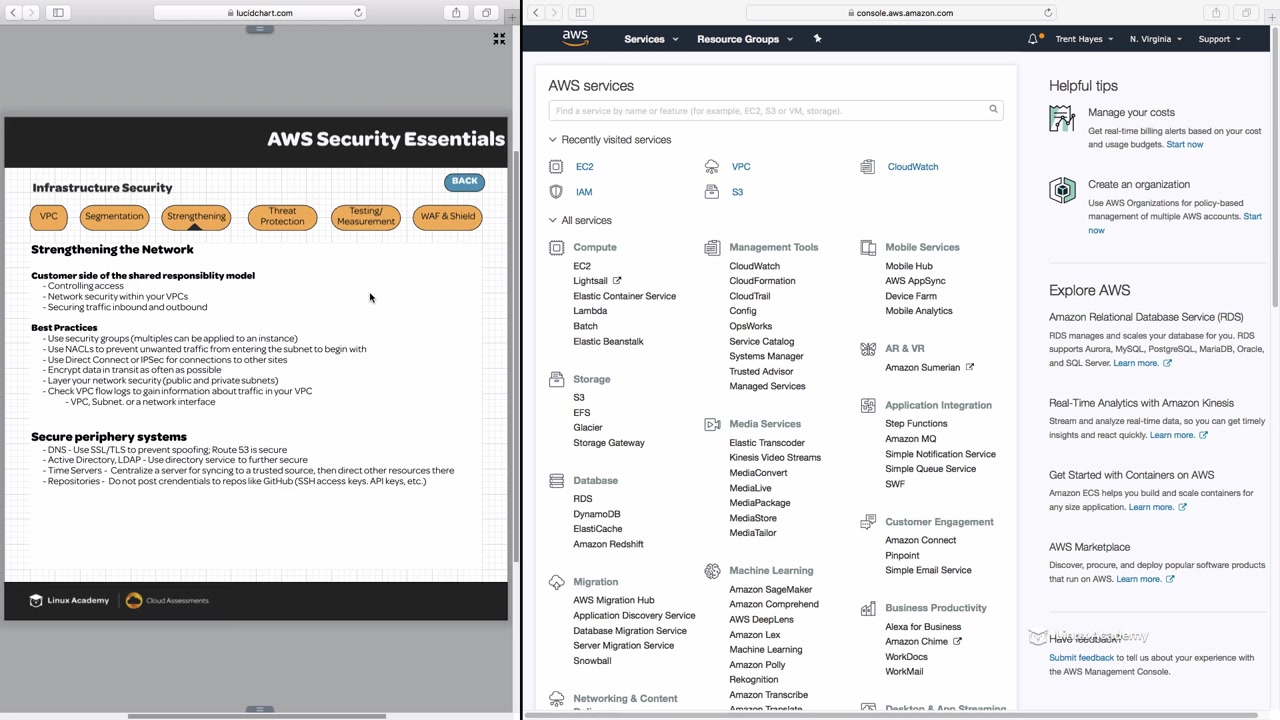 lucidchart.com
AWS Security Essentials
Infrastructure Security
BACK
VPC
Segmentation
Strengthening
Threat
Protection
Testing/
Measurement
WAF & Shield
Strengthening the Network
Customer side of the shared responsiblity model
- Controlling access
- Network security within your VPCs
- Securing traffic inbound and outbound
Best Practices
- Use security groups (multiples can be applied to an instance)
- Use NACLs to prevent unwanted traffic from entering the subnet to begin with
- Use Direct Connect or IPSec for connections to other sites
- Encrypt data in transit as often as possible
- Layer your network security (public and private subnets)
- Check VPC flow logs to gain information about traffic in your VPC
- VPC, Subnet. or a network interface
Secure periphery systems
- DNS - Use SSL/TLS to prevent spoofing; Route 53 is secure
- Active Directory, LDAP - Use directory service to further secure
- Time Servers - Centralize a server for syncing to a trusted source, then direct other resources there
- Repositories - Do not post crendentials to repos like GitHub (SSH access keys. API keys, etc.)
Linux Academy
Cloud Assessments
console.aws.amazon.com
aws
Services
Resource Groups
Trent Hayes
N. Virginia
Support
AWS services
Find a service by name or feature (for example, EC2, S3 or VM, storage).
Recently visited services
EC2
VPC
CloudWatch
IAM
S3
All services
Compute
EC2
Lightsail
Elastic Container Service
Lambda
Batch
Elastic Beanstalk
Storage
S3
EFS
Glacier
Storage Gateway
Database
RDS
DynamoDB
ElastiCache
Amazon Redshift
Migration
AWS Migration Hub
Application Discovery Service
Database Migration Service
Server Migration Service
Snowball
Networking & Content
Management Tools
CloudWatch
CloudFormation
CloudTrail
Config
OpsWorks
Service Catalog
Systems Manager
Trusted Advisor
Managed Services
Media Services
Elastic Transcoder
Kinesis Video Streams
MediaConvert
MediaLive
MediaPackage
MediaStore
MediaTailor
Machine Learning
Amazon SageMaker
Amazon Comprehend
AWS DeepLens
Amazon Lex
Machine Learning
Amazon Polly
Rekognition
Amazon Transcribe
Amazon Translate
Mobile Services
Mobile Hub
AWS AppSync
Device Farm
Mobile Analytics
AR & VR
Amazon Sumerian
Application Integration
Step Functions
Amazon MQ
Simple Notification Service
Simple Queue Service
SWF
Customer Engagement
Amazon Connect
Pinpoint
Simple Email Service
Business Productivity
Alexa for Business
Amazon Chime
WorkDocs
WorkMail
Desktop & App Streaming
Helpful tips
Manage your costs
Get real-time billing alerts based on your cost
and usage budgets. Start now
Create an organization
Use AWS Organizations for policy-based
management of multiple AWS accounts. Start
now
Explore AWS
Amazon Relational Database Service (RDS)
RDS manages and scales your database for you. RDS
supports Aurora, MySQL, PostgreSQL, MariaDB, Oracle,
and SQL Server. Learn more.
Real-Time Analytics with Amazon Kinesis
Stream and analyze real-time data, so you can get timely
insights and react quickly. Learn more.
Get Started with Containers on AWS
Amazon ECS helps you build and scale containers for
any size application. Learn more.
AWS Marketplace
Discover, procure, and deploy popular software products
that run on AWS. Learn more.
Have feedback?
Linux Academy
Submit feedback to tell us about your experience with
the AWS Management Console.